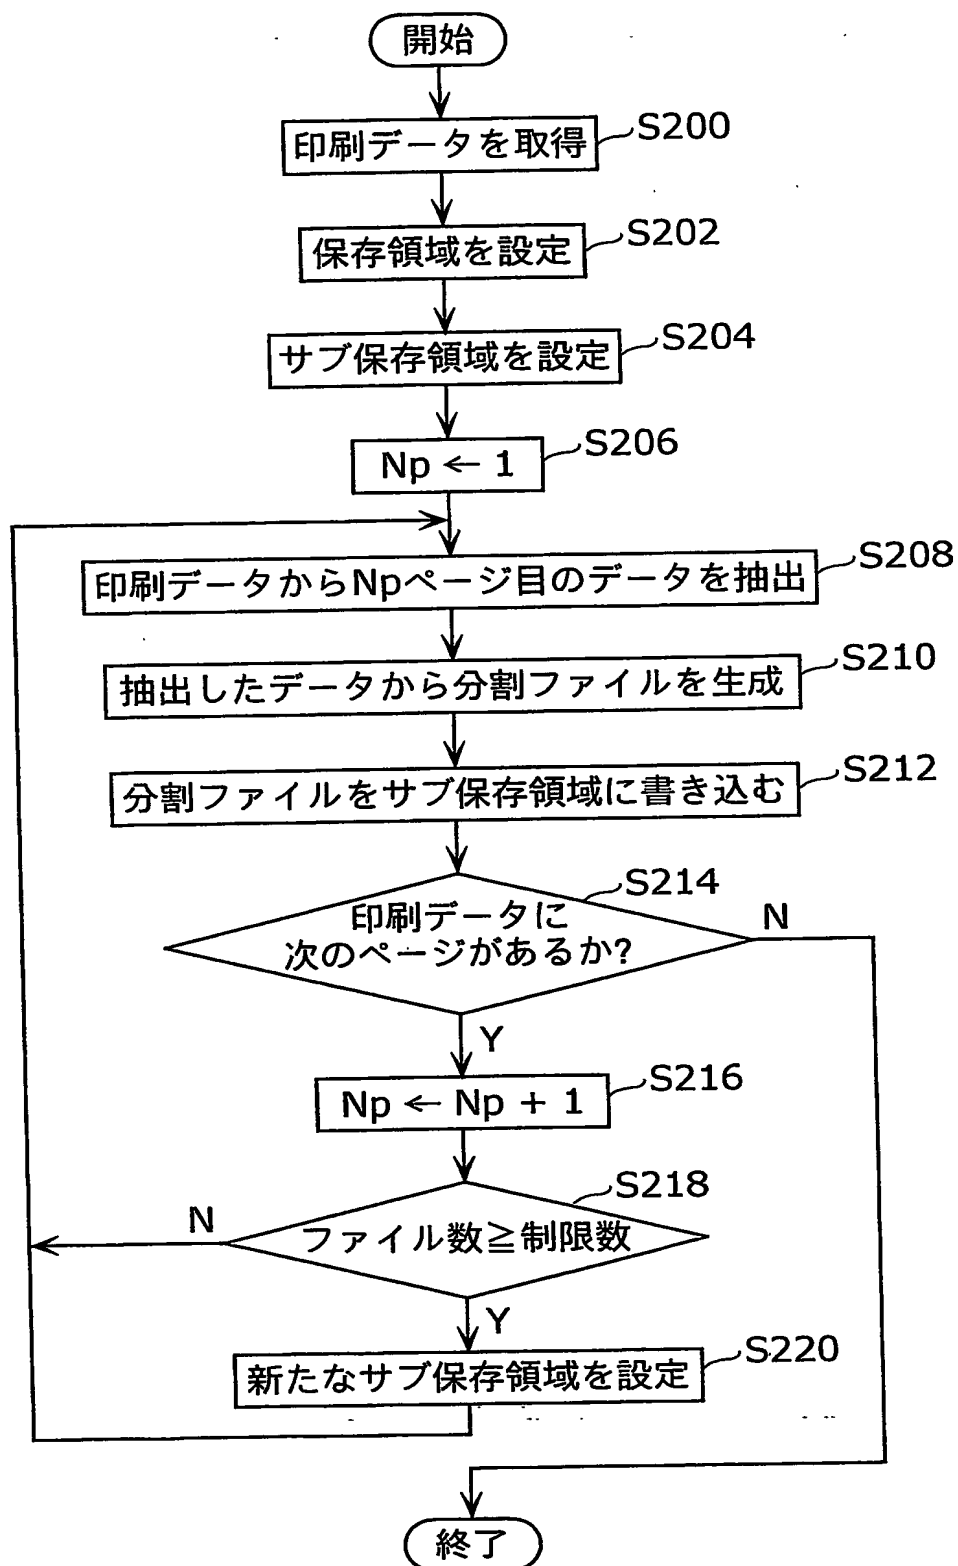 開始
印刷データを取得
S200
保存領域を設定
S202
サブ保存領域を設定
S204
Np ← 1
S206
印刷データからNpページ目のデータを抽出
S208
抽出したデータから分割ファイルを生成
S210
分割ファイルをサブ保存領域に書き込む
S212
S214
印刷データに
次のページがあるか?
N
Y
Np ← Np + 1
S216
S218
ファイル数≧制限数
N
Y
新たなサブ保存領域を設定
S220
終了